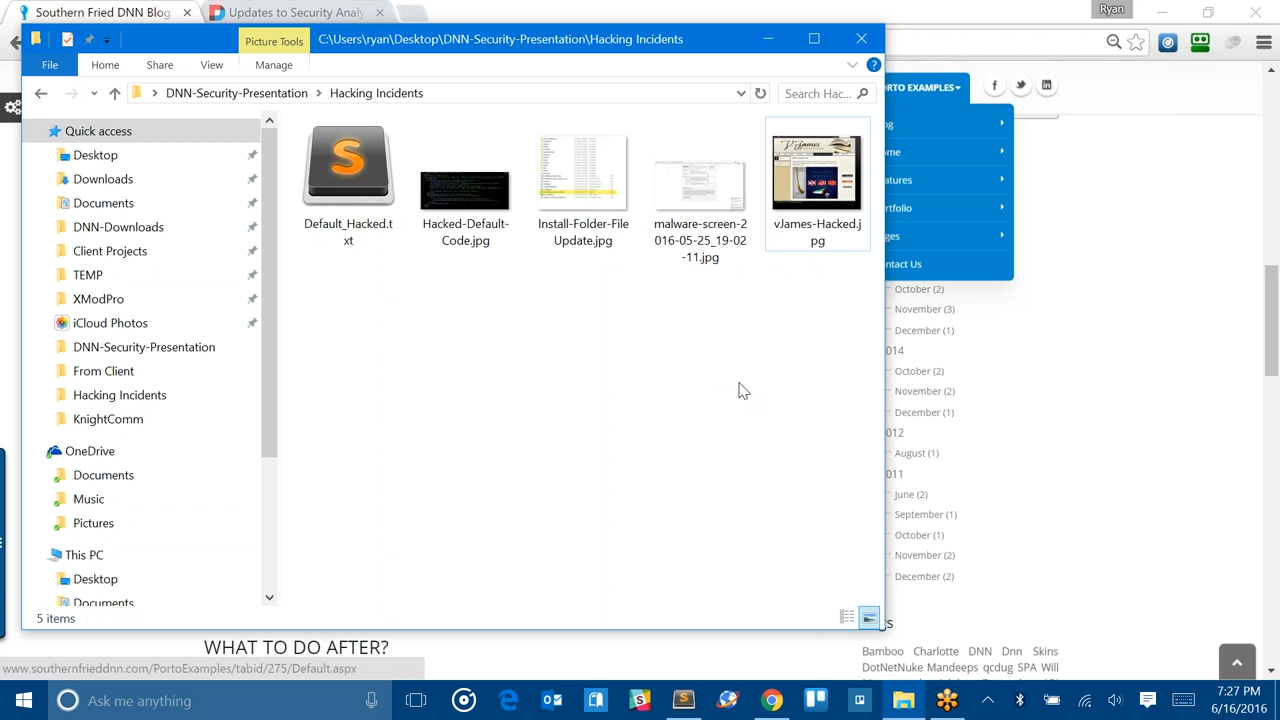 Southern Fried DNN Blog
Updates to Security Analy
Ryan
Picture Tools
C:\Users\ryan\Desktop\DNN-Security-Presentation\Hacking Incidents
File
Home
Share
View
Manage
DNN-Security-Presentation
Hacking Incidents
Search Hac...
ORTO EXAMPLES
Quick access
Desktop
Downloads
Documents
DNN-Downloads
Client Projects
TEMP
XModPro
iCloud Photos
DNN-Security-Presentation
From Client
Hacking Incidents
KnightComm
OneDrive
Documents
Music
Pictures
This PC
Desktop
Documents
Default_Hacked.t
xt
Hacked-Default-
Code.jpg
Install-Folder-File
Update.jpg
malware-screen-2
016-05-25_19-02
-11.jpg
vJames-Hacked.j
pg
5 items
og
ome
atures
rtfolio
ges
ntact Us
October (2)
November (3)
December (1)
014
October (2)
November (2)
December (1)
012
August (1)
011
June (2)
September (1)
October (1)
November (2)
December (2)
s
Bamboo Charlotte DNN Dnn Skins
DotNetNuke Mandeeps qcdug SPA Will
WHAT TO DO AFTER?
www.southernfrieddnn.com/PortoExamples/tabid/275/Default.aspx
Ask me anything
7:27 PM
6/16/2016